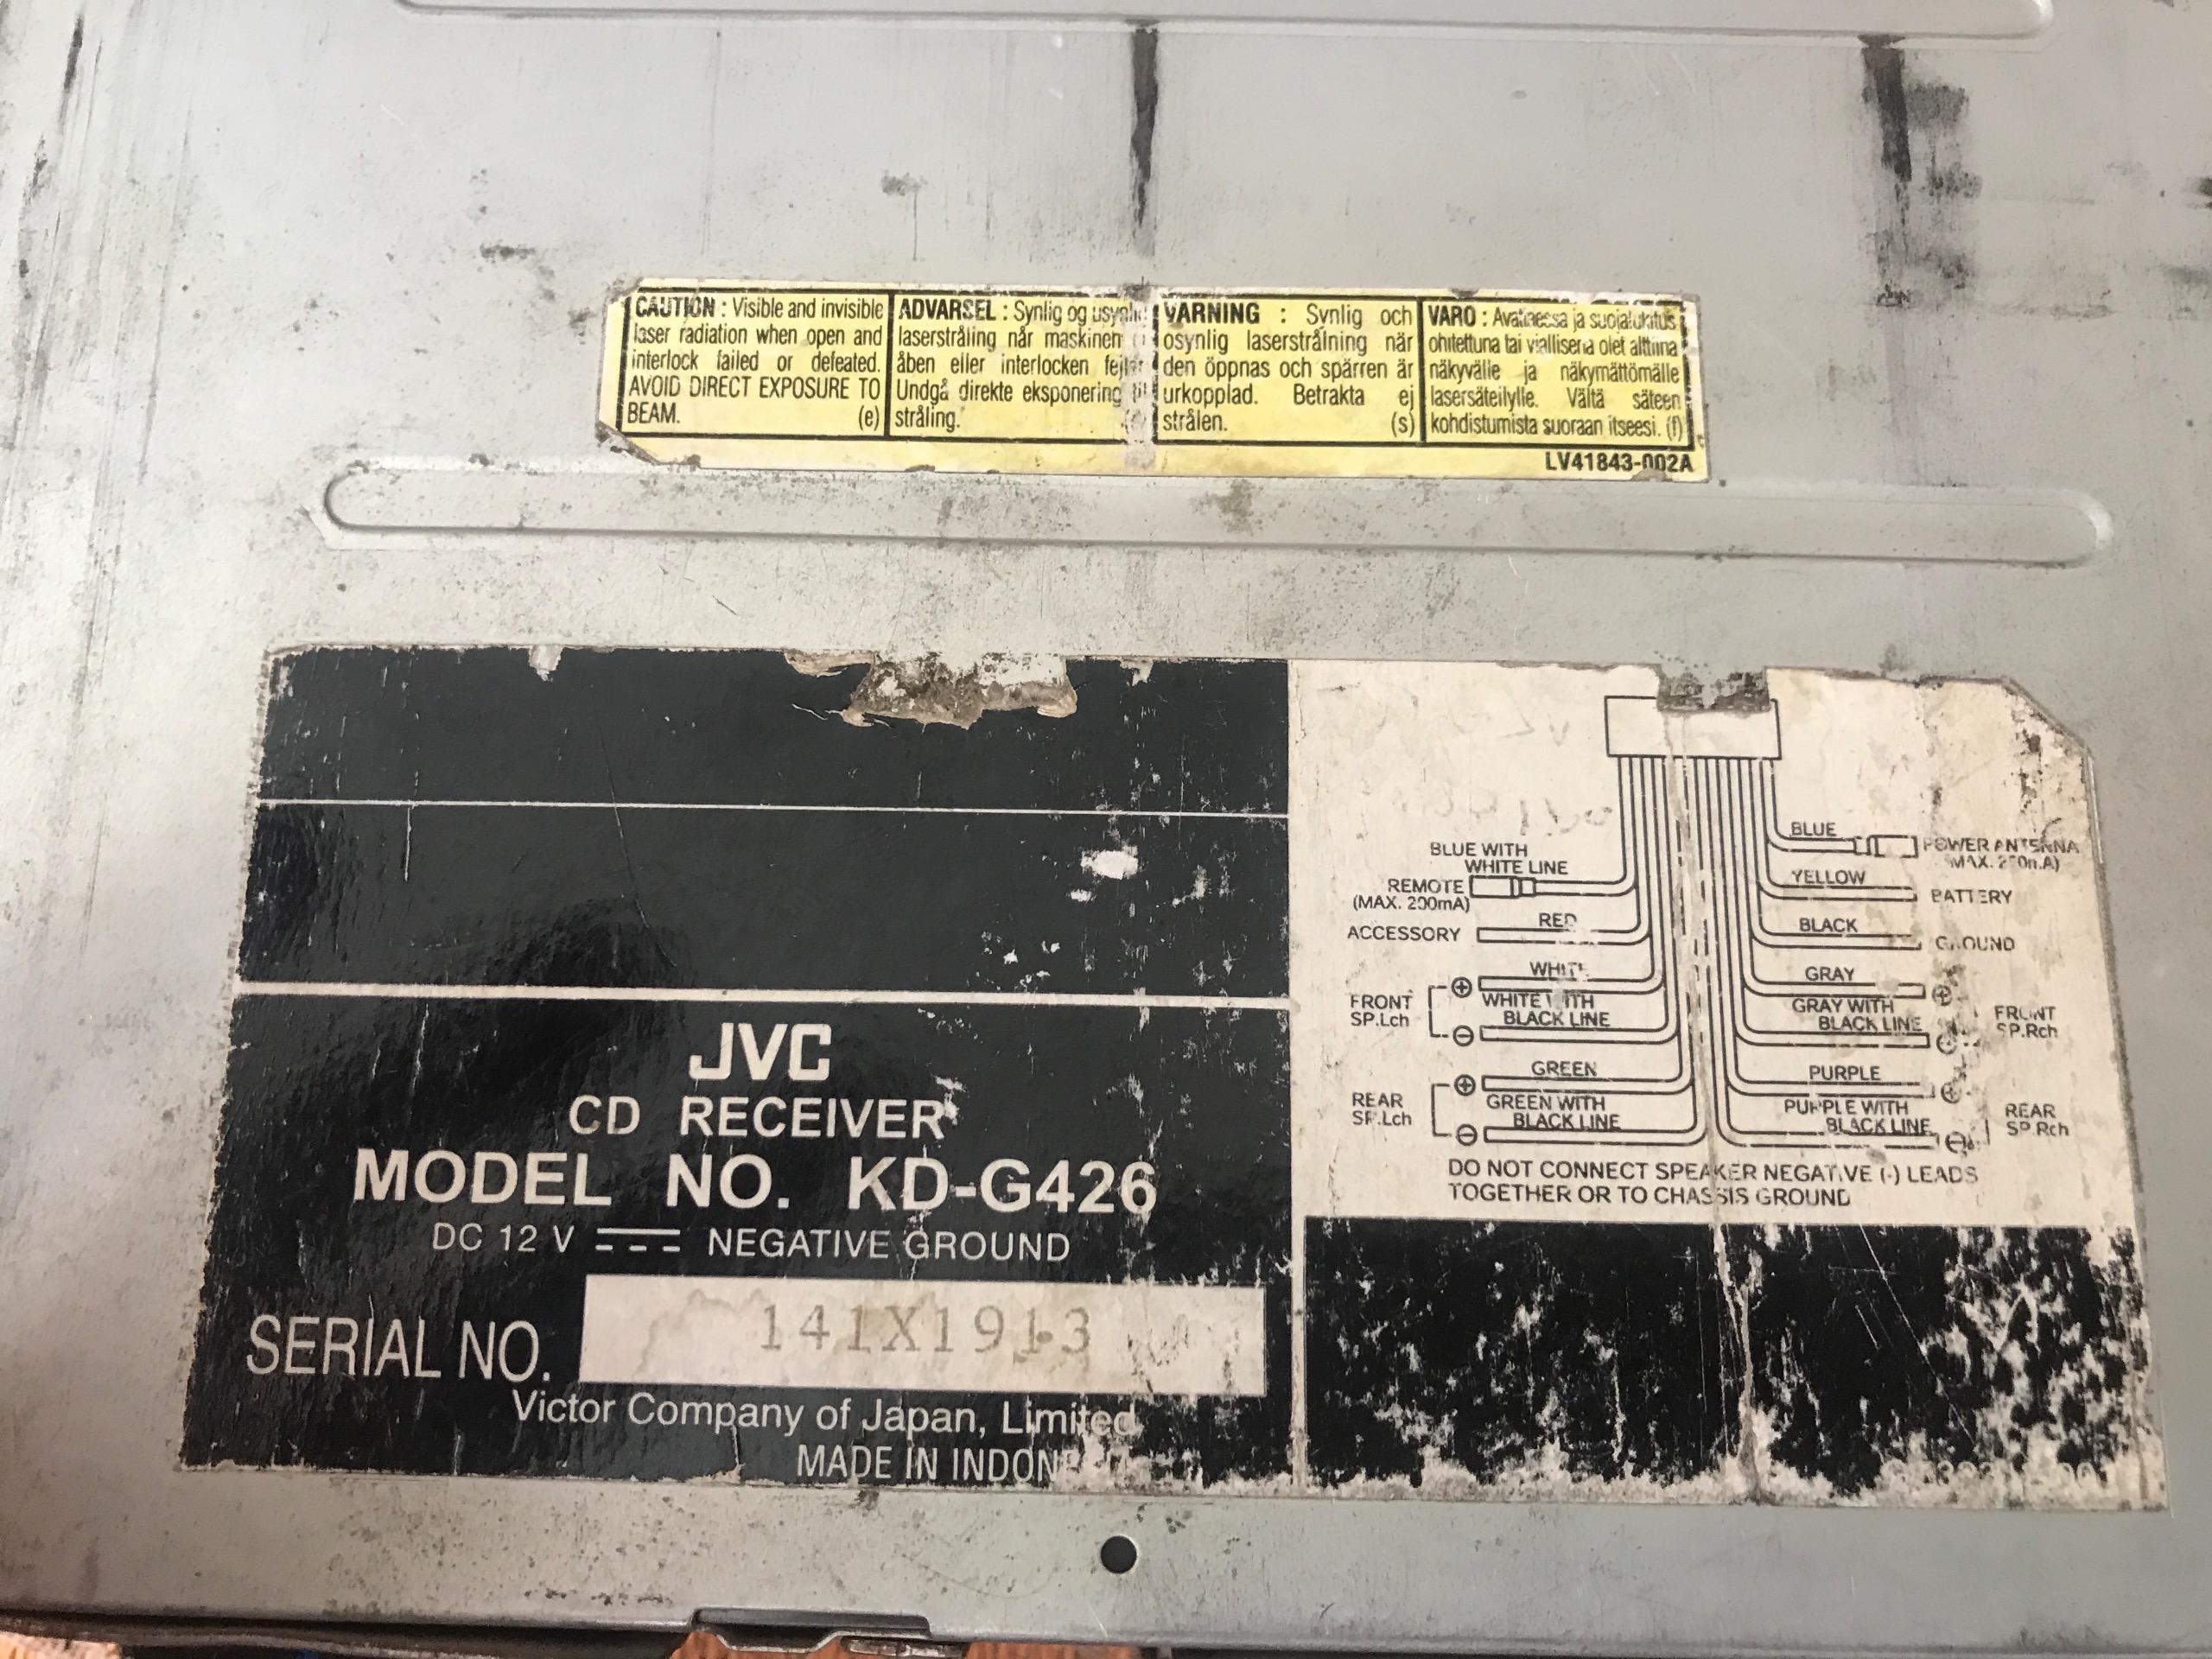 CAUTION : Visible and invisible
laser radiation when open and
interlock failed or defeated.
AVOID DIRECT EXPOSURE TO
BEAM. (e)
ADVARSEL : Synlig og
laserstråling når maskinen
åben eller interlocken
Undgå direkte eksponering
stråling.
VARNING : Synlig och
osynlig laserstrålning när
den öppnas och spärren är
urkopplad. Betrakta ej
strålen. (s)
VARO : Avattaessa ja suojalukitus
ohitettuna tai viallisena olet alttiina
näkyvälle ja näkymättömälle
lasersäteilylle. Vältä säteen
kohdistumista suoraan itseesi. (f)
LV41843-002A
BLUE WITH
WHITE LINE
REMOTE
(MAX. 200mA)
RED
ACCESSORY
WHITE
FRONT
SP.Lch
WHITE WITH
BLACK LINE
GREEN
REAR
SP.Lch
GREEN WITH
BLACK LINE
BLUE
POWER ANTENNA
(MAX.
YELLOW
BATTERY
BLACK
GROUND
GRAY
GRAY WITH
BLACK LINE
FRONT
SP.Rch
PURPLE
PURPLE WITH
BLACK LINE
REAR
SP.Rch
DO NOT CONNECT SPEAKER NEGATIVE (-) LEADS
TOGETHER OR TO CHASSIS GROUND
JVC
CD RECEIVER
MODEL NO. KD-G426
DC 12 V NEGATIVE GROUND
SERIAL NO. 141X1913
Victor Company of Japan, Limited
MADE IN